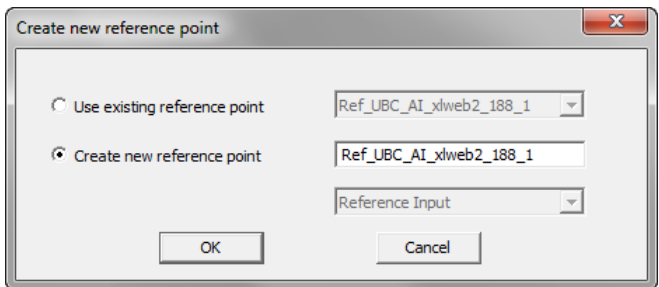 Create new reference point
Use existing reference point
Ref_UBC_AI_xlweb2_188_1
Create new reference point
Ref_UBC_AI_xlweb2_188_1
Reference Input
OK
Cancel